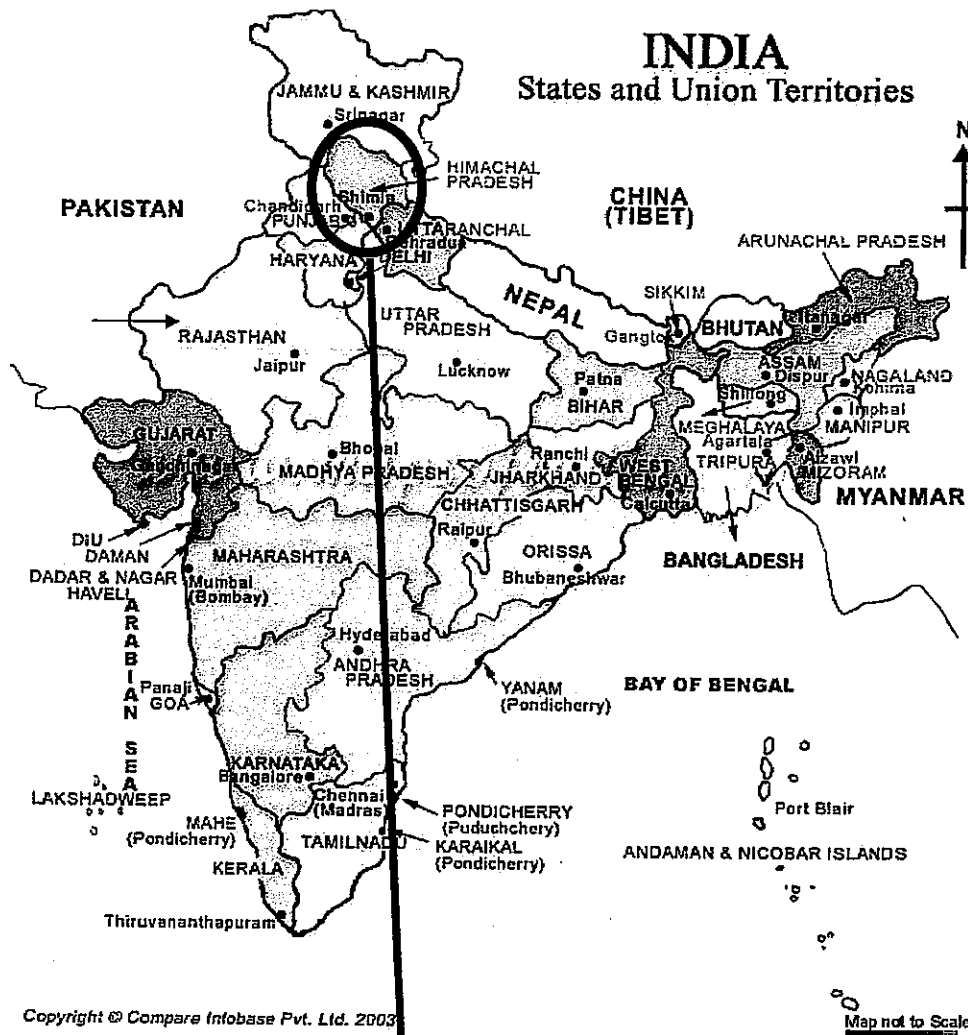 INDIA
States and Union Territories
N
JAMMU & KASHMIR
Srinagar
HIMACHAL
PRADESH
Shimla
PAKISTAN
CHINA
(TIBET)
Chandigarh
PUNJAB
UTTARANCHAL
Dehradun
DELHI
HARYANA
ARUNACHAL PRADESH
Itanagar
SIKKIM
Gangtok
NEPAL
BHUTAN
RAJASTHAN
Jaipur
UTTAR
PRADESH
Lucknow
ASSAM
Dispur
NAGALAND
Kohima
Patna
BIHAR
Shillong
MEGHALAYA
Imphal
MANIPUR
Agartala
TRIPURA
Aizawl
MIZORAM
MYANMAR
GUJARAT
Gandhinagar
Bhopal
MADHYA PRADESH
Ranchi
JHARKHAND
WEST
BENGAL
Calcutta
CHHATTISGARH
Raipur
BANGLADESH
DIU
DAMAN
DADAR & NAGAR
HAVELI
MAHARASHTRA
Mumbai
(Bombay)
ORISSA
Bhubaneshwar
ARABIAN SEA
Hyderabad
ANDHRA
PRADESH
YANAM
(Pondicherry)
BAY OF BENGAL
Panaji
GOA
KARNATAKA
Bangalore
LAKSHADWEEP
Chennai
(Madras)
PONDICHERRY
(Puduchchery)
Port Blair
MAHE
(Pondicherry)
TAMILNADU
KARAIKAL
(Pondicherry)
ANDAMAN & NICOBAR ISLANDS
KERALA
Thiruvananthapuram
Copyright © Compare Infobase Pvt. Ltd. 2003
Map not to Scale